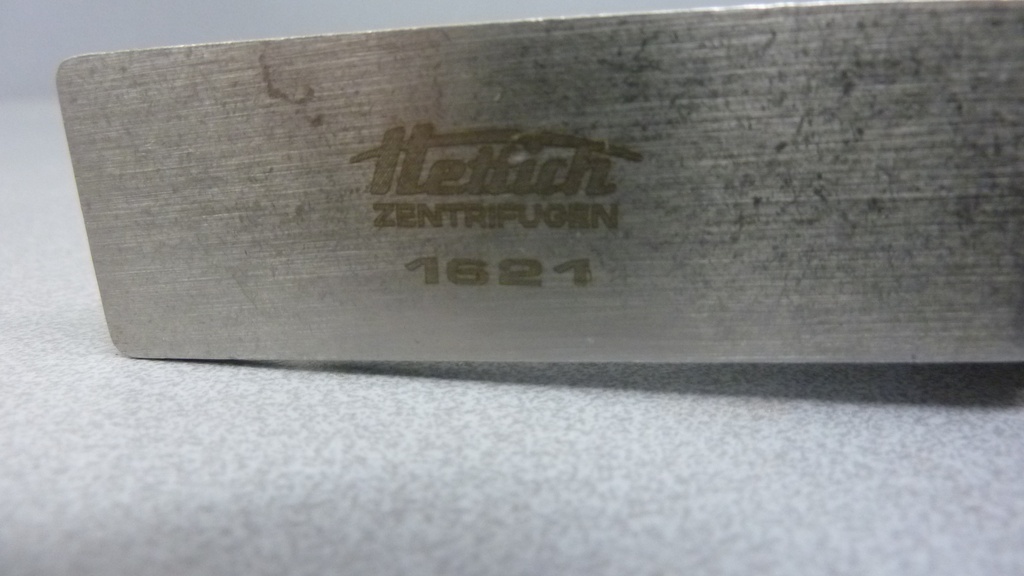 Hettich
ZENTRIFUGEN
1621